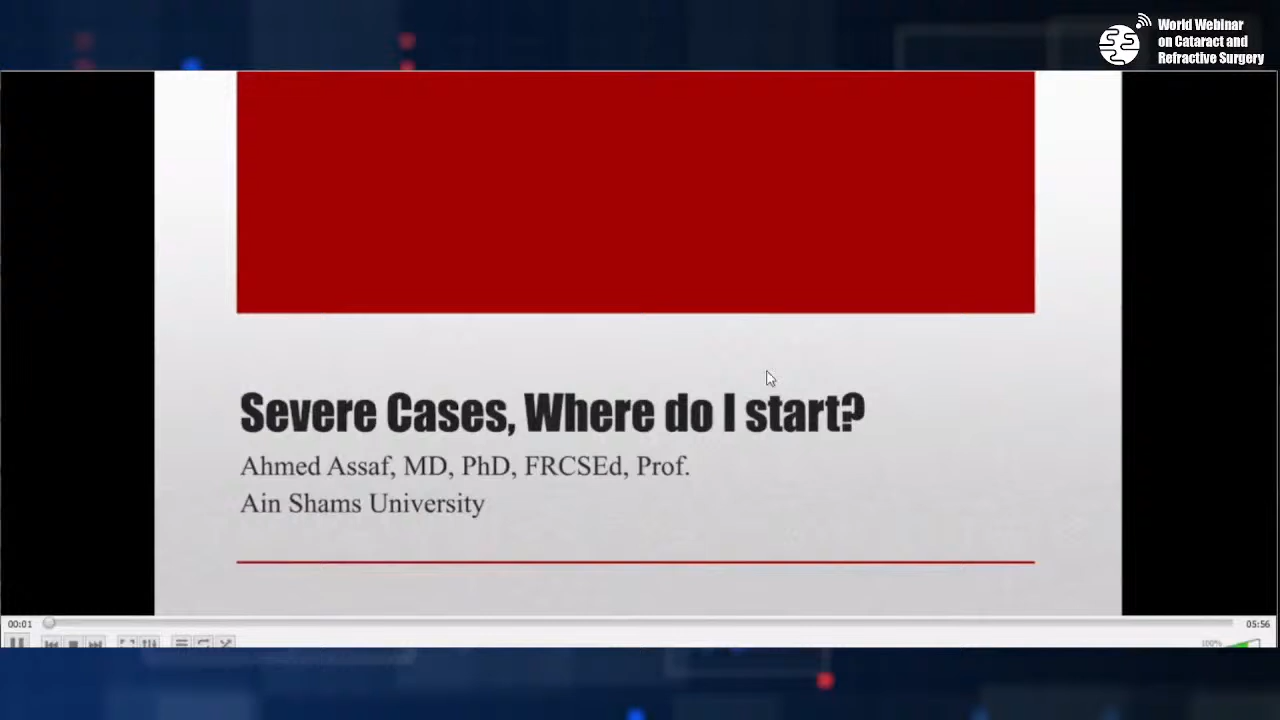 World Webinar
on Cataract and
Refractive Surgery
Severe Cases, Where do I start?
Ahmed Assaf, MD, PhD, FRCSEd, Prof.
Ain Shams University
00:01
05:56
100%